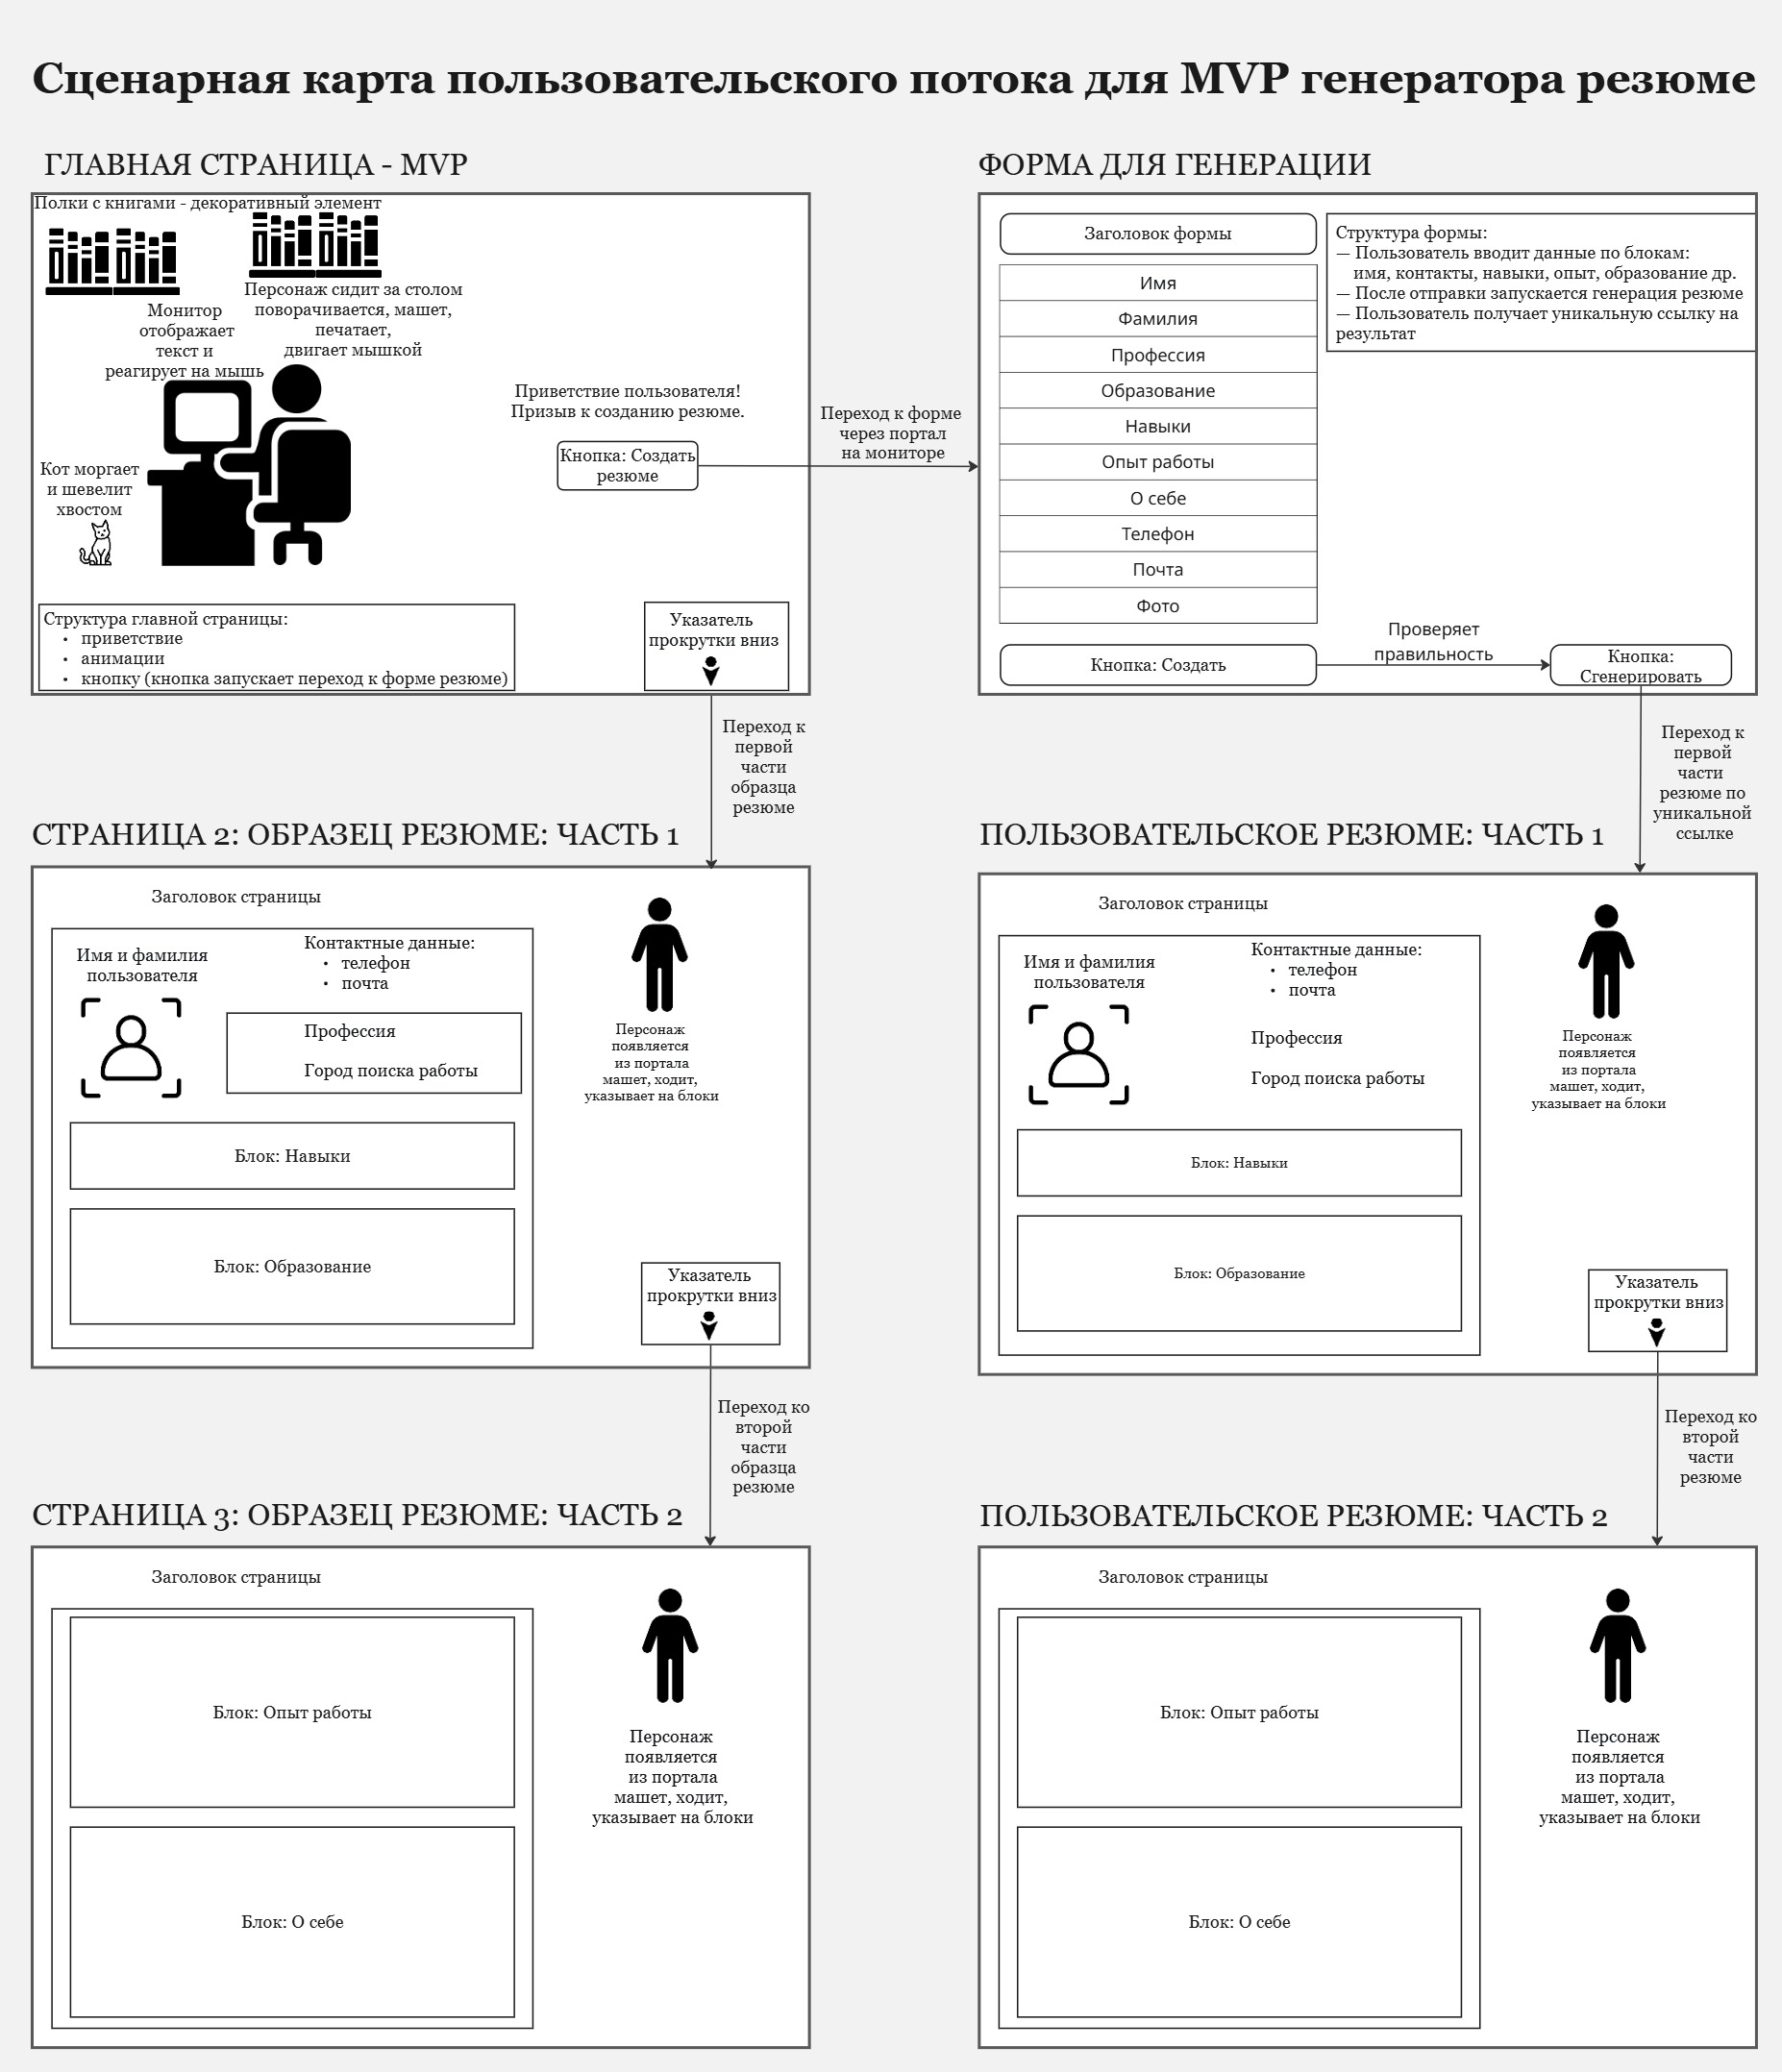 Сценарная карта пользовательского потока для MVP генератора резюме
ГЛАВНАЯ СТРАНИЦА - MVP
Полки с книгами - декоративный элемент
Персонаж сидит за столом
поворачивается, машет,
печатает,
двигает мышкой
Монитор
отображает
текст и
реагирует на мышь
Кот моргает
и шевелит
хвостом
Приветствие пользователя!
Призыв к созданию резюме.
Кнопка: Создать
резюме
Структура главной страницы:
• приветствие
• анимации
• кнопку (кнопка запускает переход к форме резюме)
Указатель
прокрутки вниз
Переход к форме
через портал
на мониторе
ФОРМА ДЛЯ ГЕНЕРАЦИИ
Заголовок формы
Имя
Фамилия
Профессия
Образование
Навыки
Опыт работы
О себе
Телефон
Почта
Фото
Структура формы:
— Пользователь вводит данные по блокам:
имя, контакты, навыки, опыт, образование др.
— После отправки запускается генерация резюме
— Пользователь получает уникальную ссылку на
результат
Кнопка: Создать
Проверяет
правильность
Кнопка:
Сгенерировать
Переход к
первой
части
образца
резюме
Переход к
первой
части
резюме по
уникальной
ссылке
СТРАНИЦА 2: ОБРАЗЕЦ РЕЗЮМЕ: ЧАСТЬ 1
Заголовок страницы
Имя и фамилия
пользователя
Контактные данные:
• телефон
• почта
Профессия
Город поиска работы
Блок: Навыки
Блок: Образование
Персонаж
появляется
из портала
машет, ходит,
указывает на блоки
Указатель
прокрутки вниз
ПОЛЬЗОВАТЕЛЬСКОЕ РЕЗЮМЕ: ЧАСТЬ 1
Заголовок страницы
Имя и фамилия
пользователя
Контактные данные:
• телефон
• почта
Профессия
Город поиска работы
Блок: Навыки
Блок: Образование
Персонаж
появляется
из портала
машет, ходит,
указывает на блоки
Указатель
прокрутки вниз
Переход ко
второй
части
образца
резюме
Переход ко
второй
части
резюме
СТРАНИЦА 3: ОБРАЗЕЦ РЕЗЮМЕ: ЧАСТЬ 2
Заголовок страницы
Блок: Опыт работы
Блок: О себе
Персонаж
появляется
из портала
машет, ходит,
указывает на блоки
ПОЛЬЗОВАТЕЛЬСКОЕ РЕЗЮМЕ: ЧАСТЬ 2
Заголовок страницы
Блок: Опыт работы
Блок: О себе
Персонаж
появляется
из портала
машет, ходит,
указывает на блоки